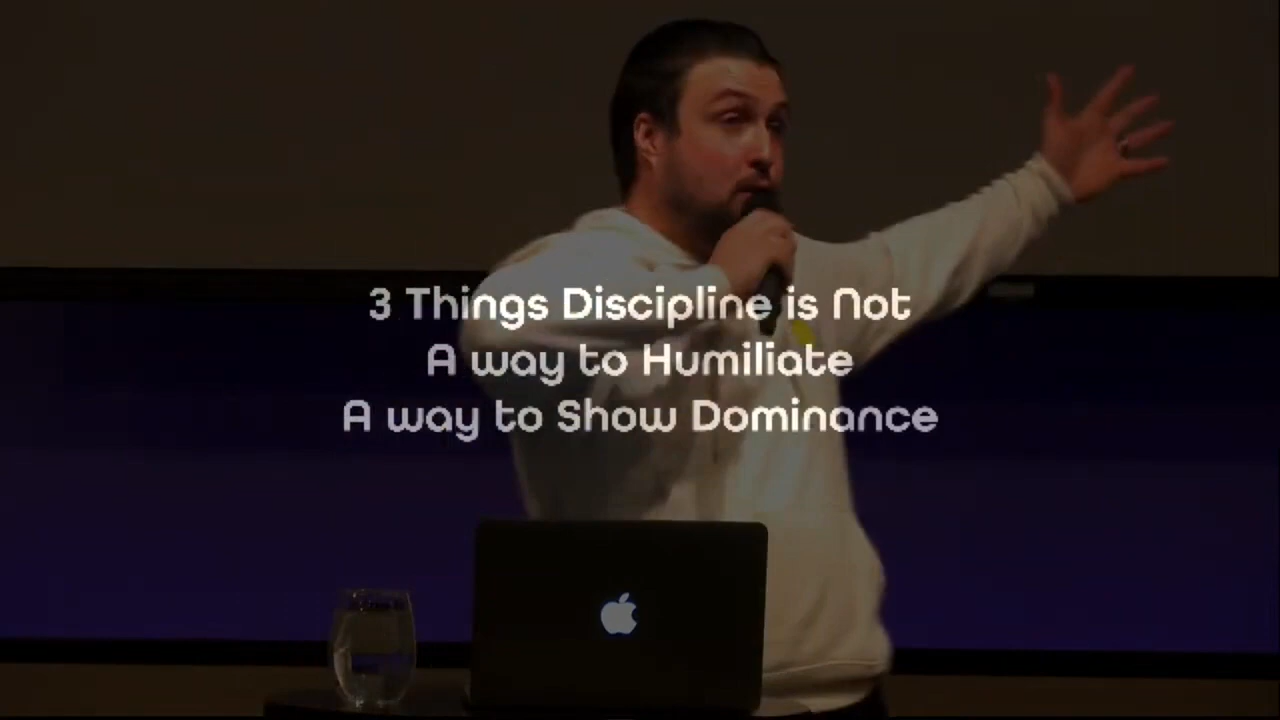 3 Things Discipline is Not
A way to Humiliate
A way to Show Dominance